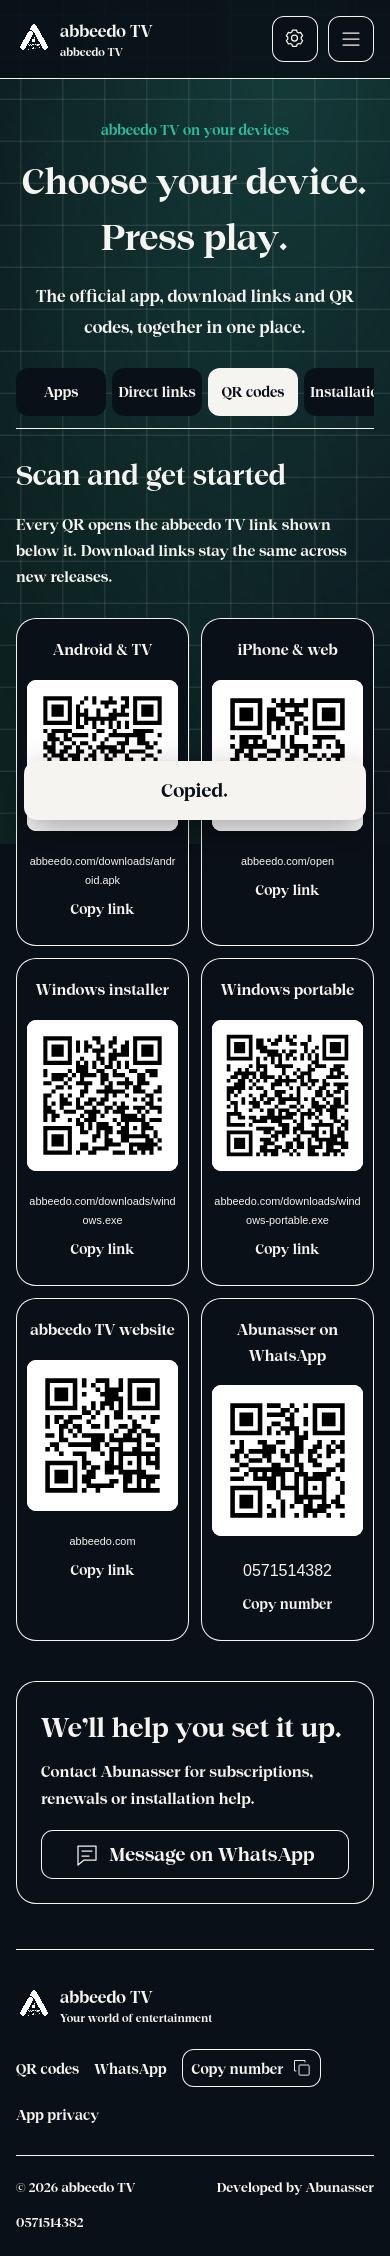 abbeedo TV
abbeedo TV
abbeedo TV on your devices
Choose your device.
Press play.
The official app, download links and QR
codes, together in one place.
Apps
Direct links
QR codes
Installatio
Scan and get started
Every QR opens the abbeedo TV link shown
below it. Download links stay the same across
new releases.
Android & TV
iPhone & web
Copied.
abbeedo.com/downloads/andr
oid.apk
Copy link
abbeedo.com/open
Copy link
Windows installer
Windows portable
abbeedo.com/downloads/wind
ows.exe
Copy link
abbeedo.com/downloads/wind
ows-portable.exe
Copy link
abbeedo TV website
Abunasser on
WhatsApp
abbeedo.com
Copy link
0571514382
Copy number
We’ll help you set it up.
Contact Abunasser for subscriptions,
renewals or installation help.
Message on WhatsApp
abbeedo TV
Your world of entertainment
QR codes
WhatsApp
Copy number
App privacy
© 2026 abbeedo TV
Developed by Abunasser
0571514382